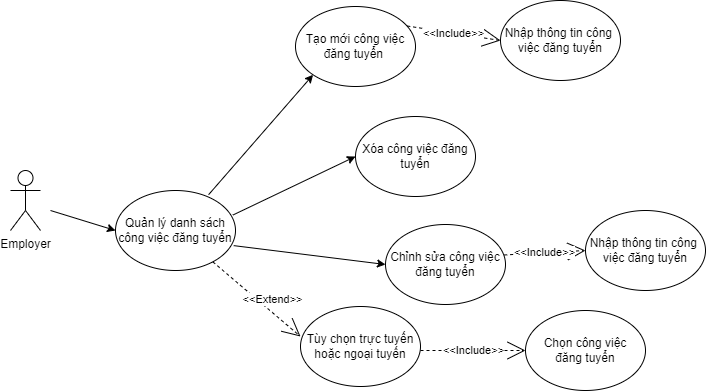 Tạo mới công việc
đăng tuyển
<<Include>>
Nhập thông tin công
việc đăng tuyển
Xóa công việc đăng
tuyển
Employer
Quản lý danh sách
công việc đăng tuyển
Chỉnh sửa công việc
đăng tuyển
<<Include>>
Nhập thông tin công
việc đăng tuyển
<<Extend>>
Tùy chọn trực tuyến
hoặc ngoại tuyến
<<Include>>
Chọn công việc
đăng tuyển